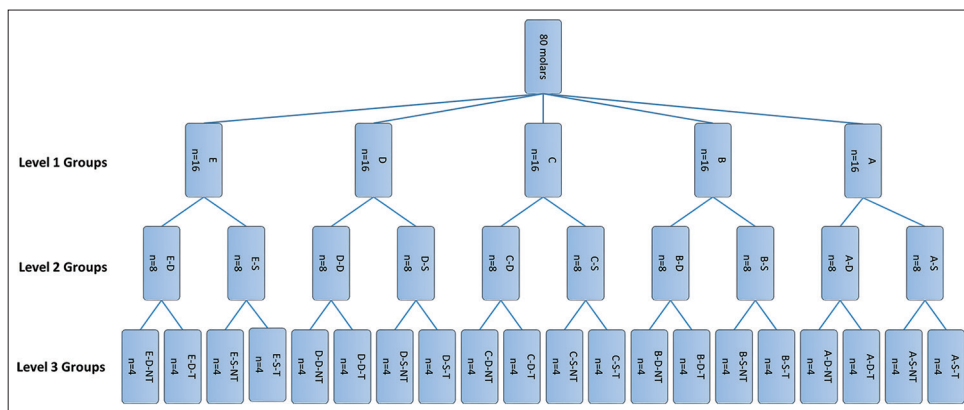 80 molars
Level 1 Groups
E
n=16
D
n=16
C
n=16
B
n=16
A
n=16
Level 2 Groups
E-D
n=8
E-S
n=8
D-D
n=8
D-S
n=8
C-D
n=8
C-S
n=8
B-D
n=8
B-S
n=8
A-D
n=8
A-S
n=8
Level 3 Groups
E-D-NT
n=4
E-D-T
n=4
E-S-NT
n=4
E-S-T
n=4
D-D-NT
n=4
D-D-T
n=4
D-S-NT
n=4
D-S-T
n=4
C-D-NT
n=4
C-D-T
n=4
C-S-NT
n=4
C-S-T
n=4
B-D-NT
n=4
B-D-T
n=4
B-S-NT
n=4
B-S-T
n=4
A-D-NT
n=4
A-D-T
n=4
A-S-NT
n=4
A-S-T
n=4